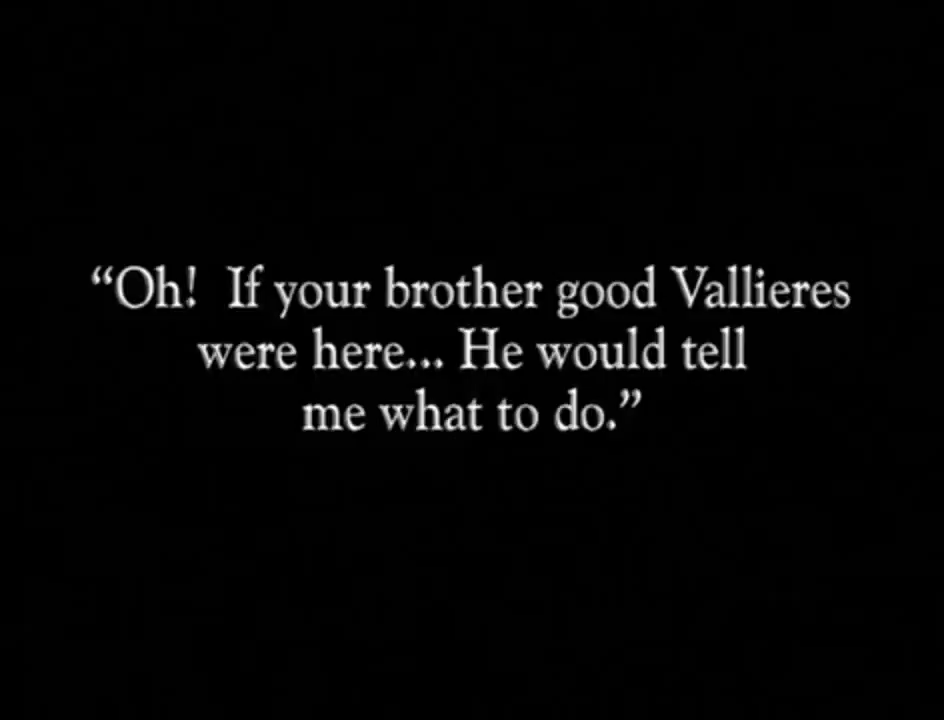 “Oh!  If your brother good Vallieres
were here... He would tell
me what to do.”